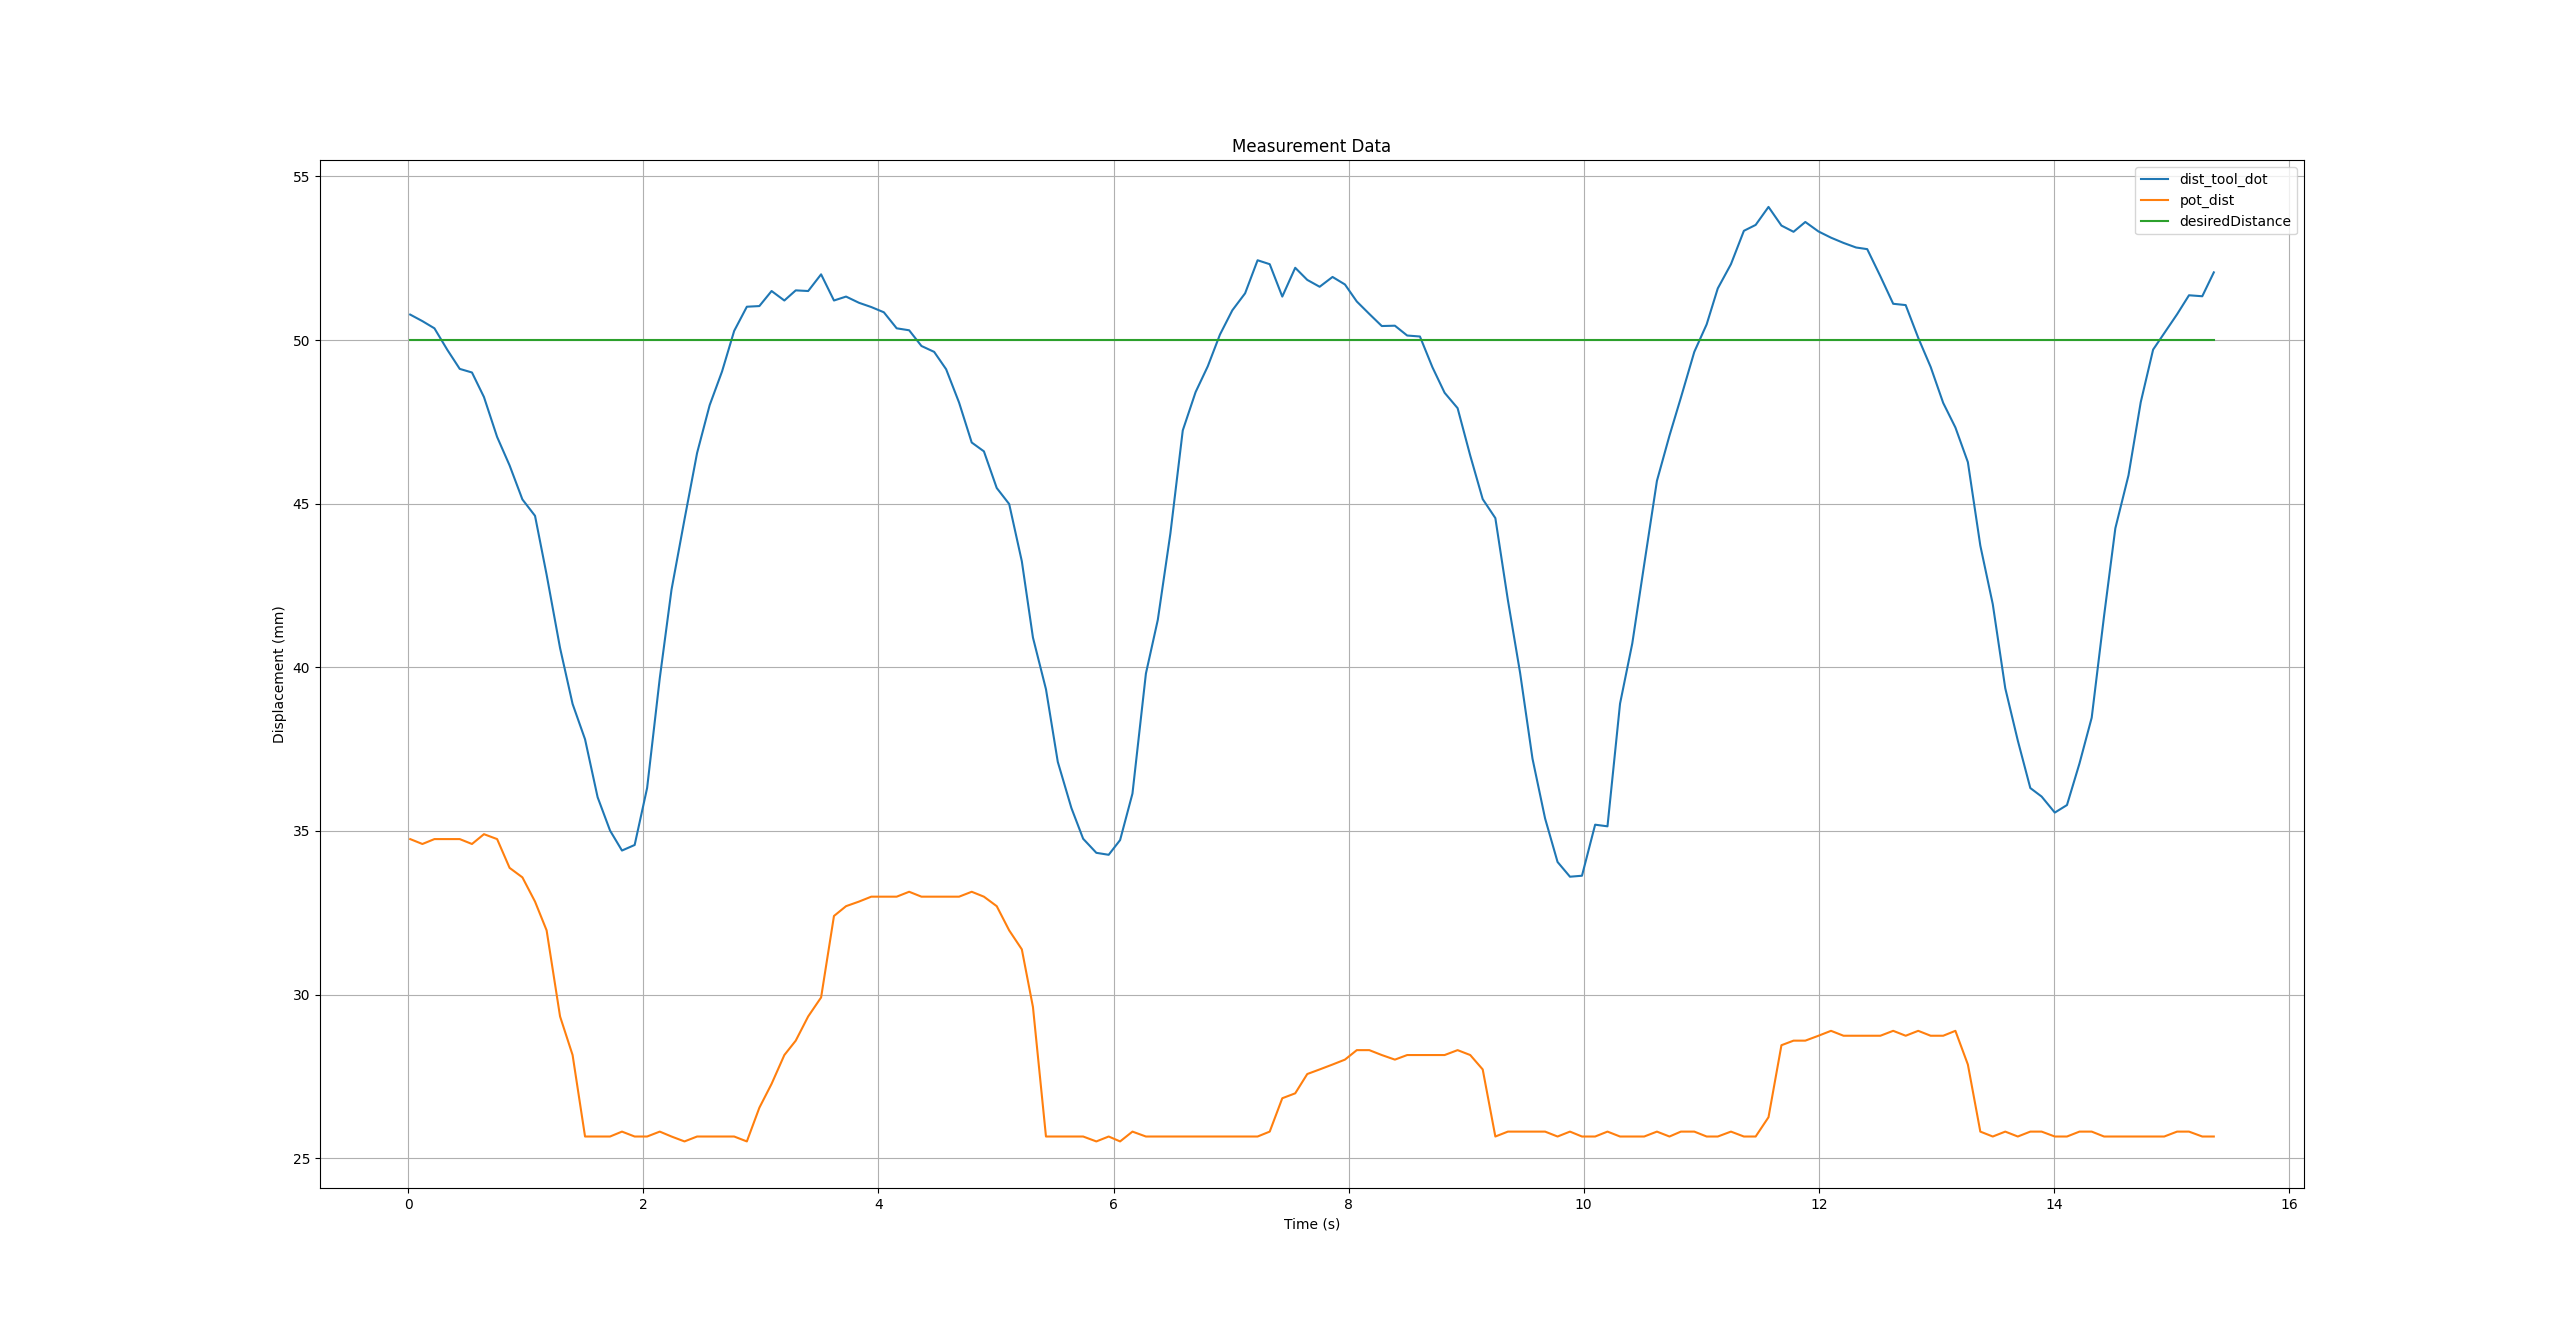 Measurement Data
dist_tool_dot
pot_dist
desiredDistance
55
50
45
40
35
30
25
Displacement (mm)
0 2 4 6 8 10 12 14 16
Time (s)